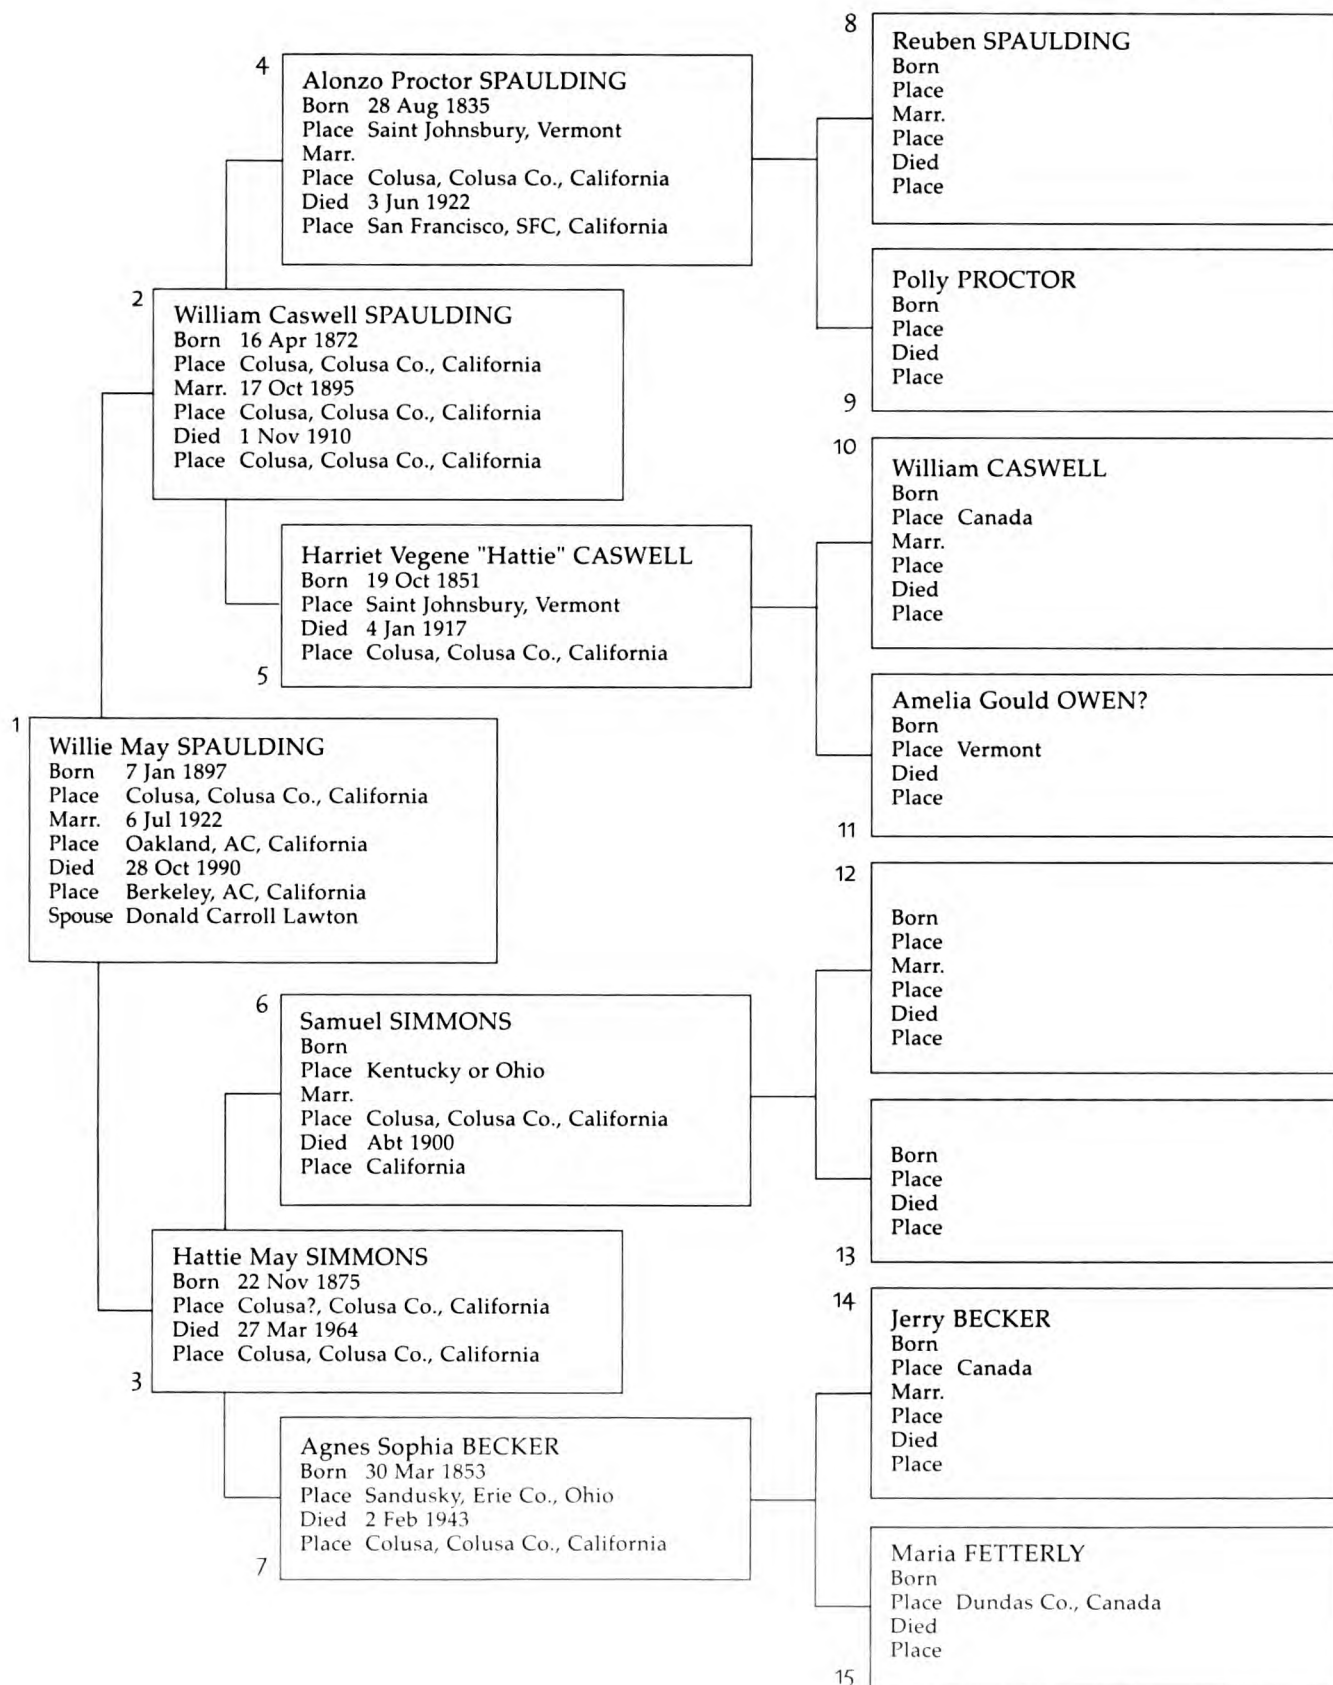 8
Reuben SPAULDING
Born
Place
Marr.
Place
Died
Place
4
Alonzo Proctor SPAULDING
Born 28 Aug 1835
Place Saint Johnsbury, Vermont
Marr.
Place Colusa, Colusa Co., California
Died 3 Jun 1922
Place San Francisco, SFC, California
Polly PROCTOR
Born
Place
Died
Place
9
2
William Caswell SPAULDING
Born 16 Apr 1872
Place Colusa, Colusa Co., California
Marr. 17 Oct 1895
Place Colusa, Colusa Co., California
Died 1 Nov 1910
Place Colusa, Colusa Co., California
10
William CASWELL
Born
Place Canada
Marr.
Place
Died
Place
Harriet Vegene "Hattie" CASWELL
Born 19 Oct 1851
Place Saint Johnsbury, Vermont
Died 4 Jan 1917
Place Colusa, Colusa Co., California
5
Amelia Gould OWEN?
Born
Place Vermont
Died
Place
11
1
Willie May SPAULDING
Born 7 Jan 1897
Place Colusa, Colusa Co., California
Marr. 6 Jul 1922
Place Oakland, AC, California
Died 28 Oct 1990
Place Berkeley, AC, California
Spouse Donald Carroll Lawton
12
Born
Place
Marr.
Place
Died
Place
6
Samuel SIMMONS
Born
Place Kentucky or Ohio
Marr.
Place Colusa, Colusa Co., California
Died Abt 1900
Place California
Born
Place
Died
Place
13
Hattie May SIMMONS
Born 22 Nov 1875
Place Colusa?, Colusa Co., California
Died 27 Mar 1964
Place Colusa, Colusa Co., California
3
14
Jerry BECKER
Born
Place Canada
Marr.
Place
Died
Place
Agnes Sophia BECKER
Born 30 Mar 1853
Place Sandusky, Erie Co., Ohio
Died 2 Feb 1943
Place Colusa, Colusa Co., California
7
Maria FETTERLY
Born
Place Dundas Co., Canada
Died
Place
15